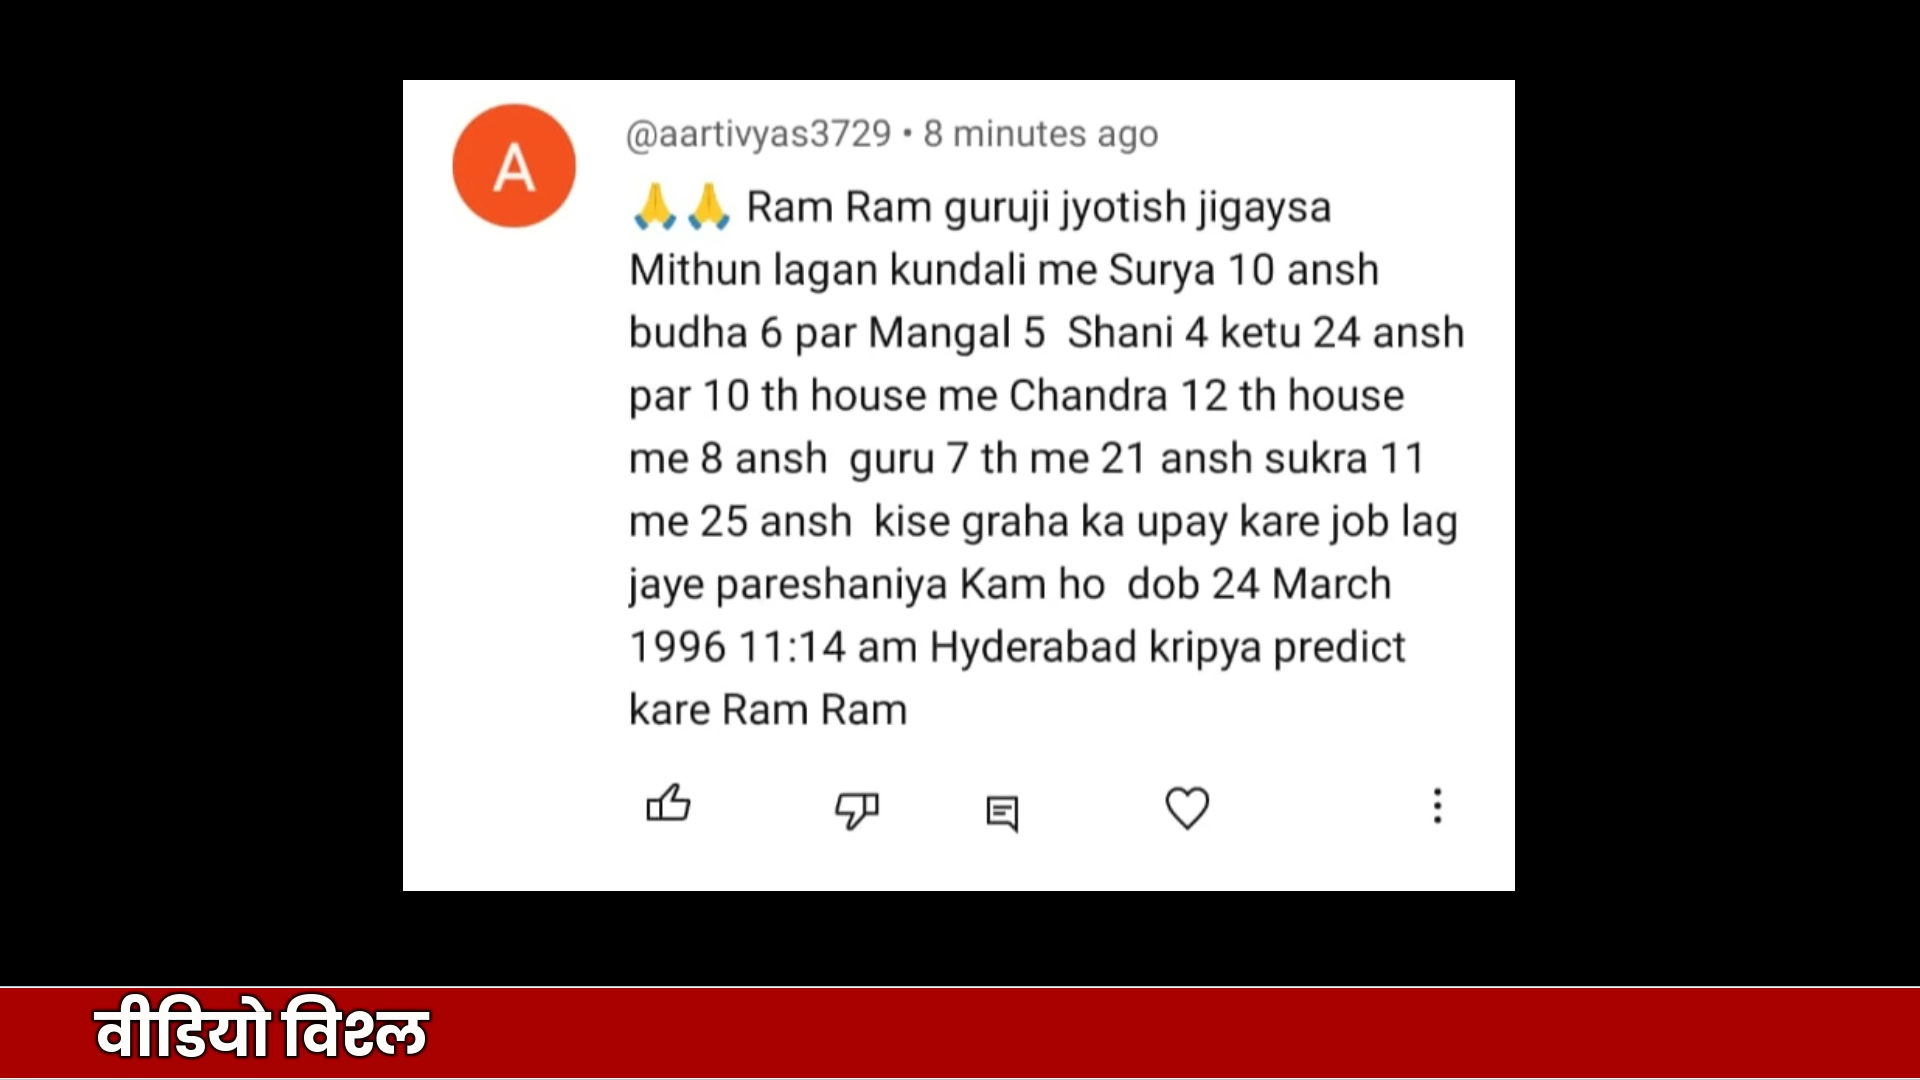 A
@aartivyas3729 • 8 minutes ago
🙏🙏 Ram Ram guruji jyotish jigaysa
Mithun lagan kundali me Surya 10 ansh
budha 6 par Mangal 5 Shani 4 ketu 24 ansh
par 10 th house me Chandra 12 th house
me 8 ansh guru 7 th me 21 ansh sukra 11
me 25 ansh kise graha ka upay kare job lag
jaye pareshaniya Kam ho dob 24 March
1996 11:14 am Hyderabad kripya predict
kare Ram Ram
वीडियो विश्ल